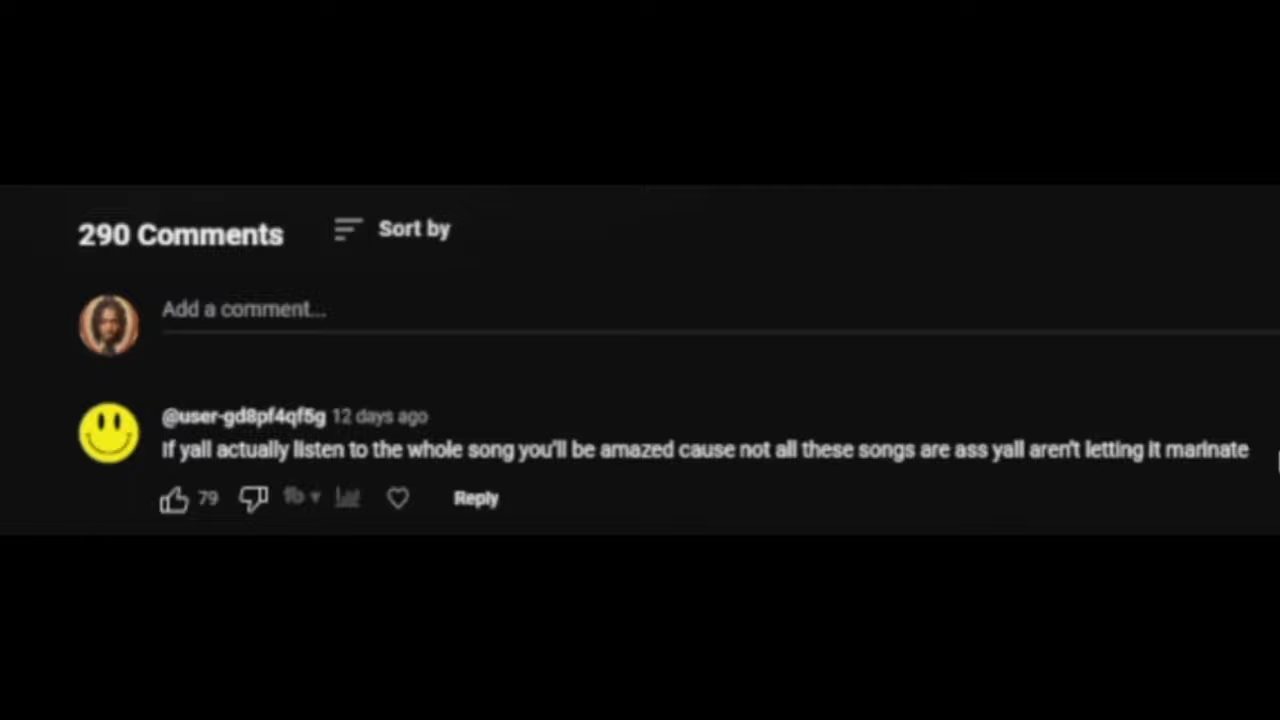 290 Comments
Sort by
Add a comment...
@user-gd8pf4qf5g 12 days ago
If yall actually listen to the whole song you'll be amazed cause not all these songs are ass yall aren't letting it marinate
79
Reply